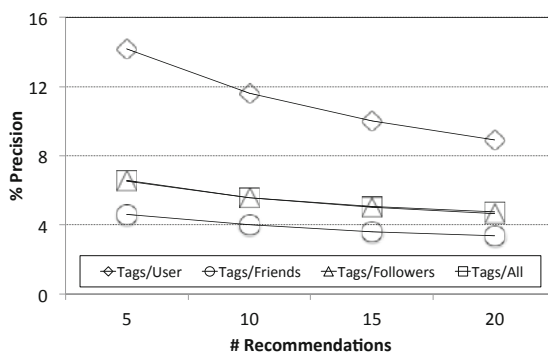 16
12
8
4
0
% Precision
Tags/User Tags/Friends Tags/Followers Tags/All
5 10 15 20
# Recommendations